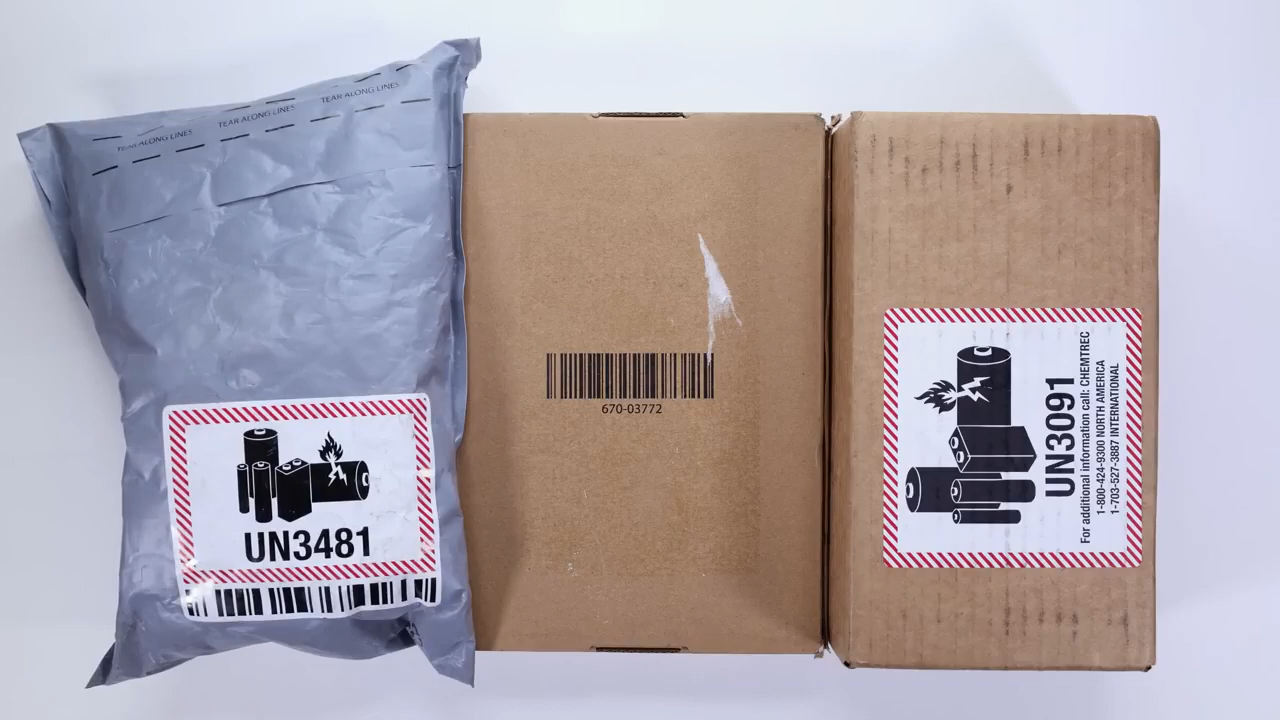 TEAR ALONG LINES
TEAR ALONG LINES
TEAR ALONG LINES
UN3481
670-03772
UN3091
For additional information call: CHEMTREC
1-800-424-9300 NORTH AMERICA
1-703-527-3887 INTERNATIONAL